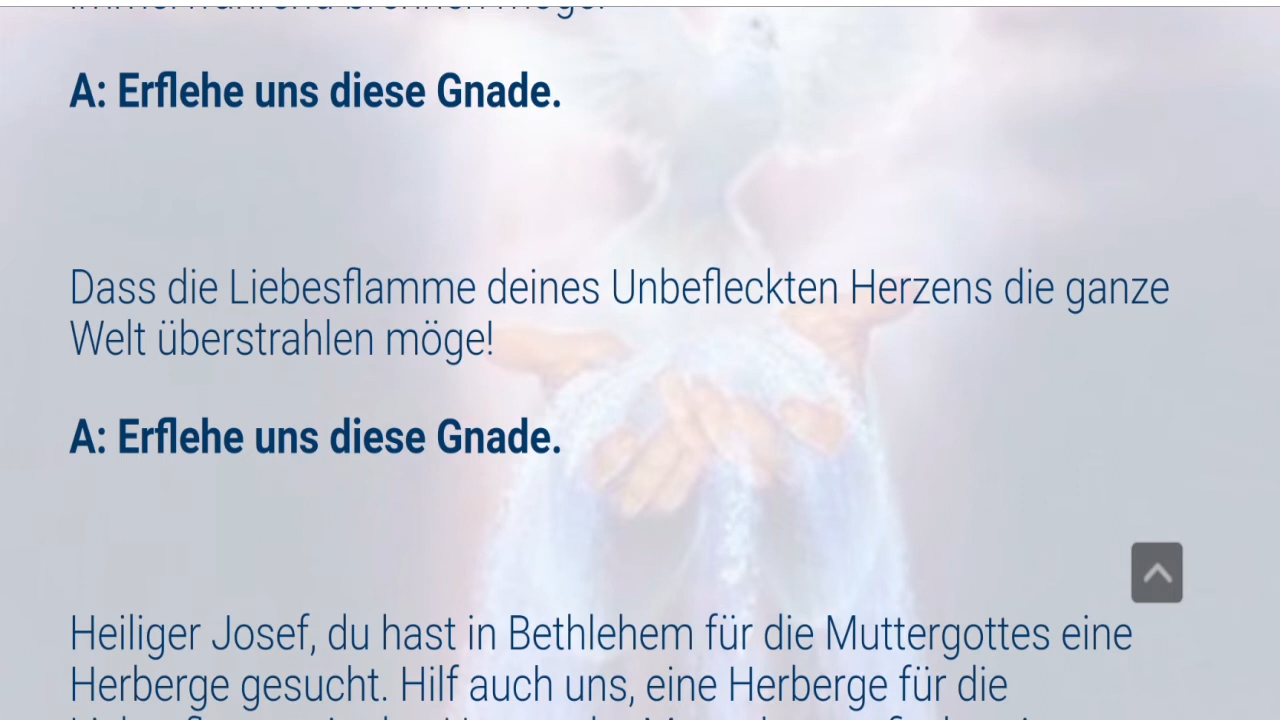 A: Erflehe uns diese Gnade.
Dass die Liebesflamme deines Unbefleckten Herzens die ganze
Welt überstrahlen möge!
A: Erflehe uns diese Gnade.
Heiliger Josef, du hast in Bethlehem für die Muttergottes eine
Herberge gesucht. Hilf auch uns, eine Herberge für die